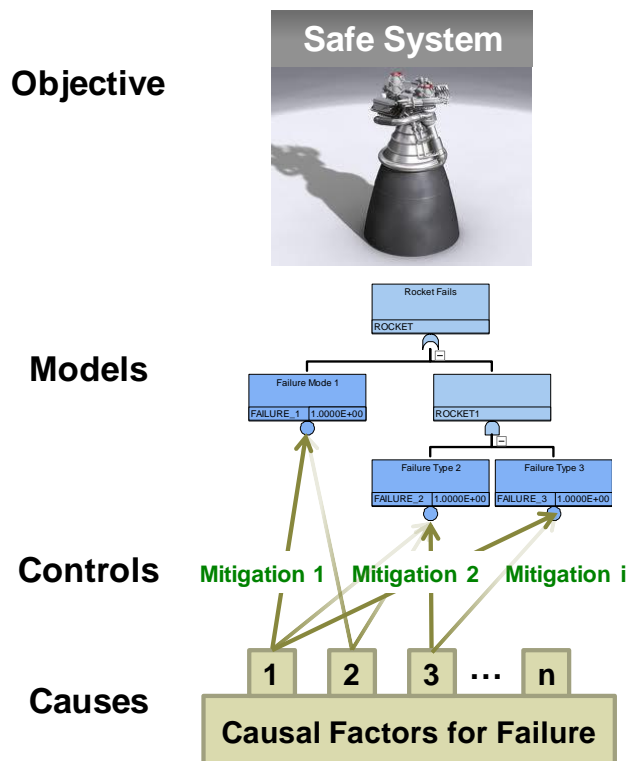 Safe System
Objective
Rocket Fails
ROCKET
Models
Failure Mode 1
FAILURE_1 1.0000E+00
ROCKET1
Failure Type 2
Failure Type 3
FAILURE_2 1.0000E+00
FAILURE_3 1.0000E+00
Controls
Mitigation 1
Mitigation 2
Mitigation i
1
2
3
...
n
Causes
Causal Factors for Failure